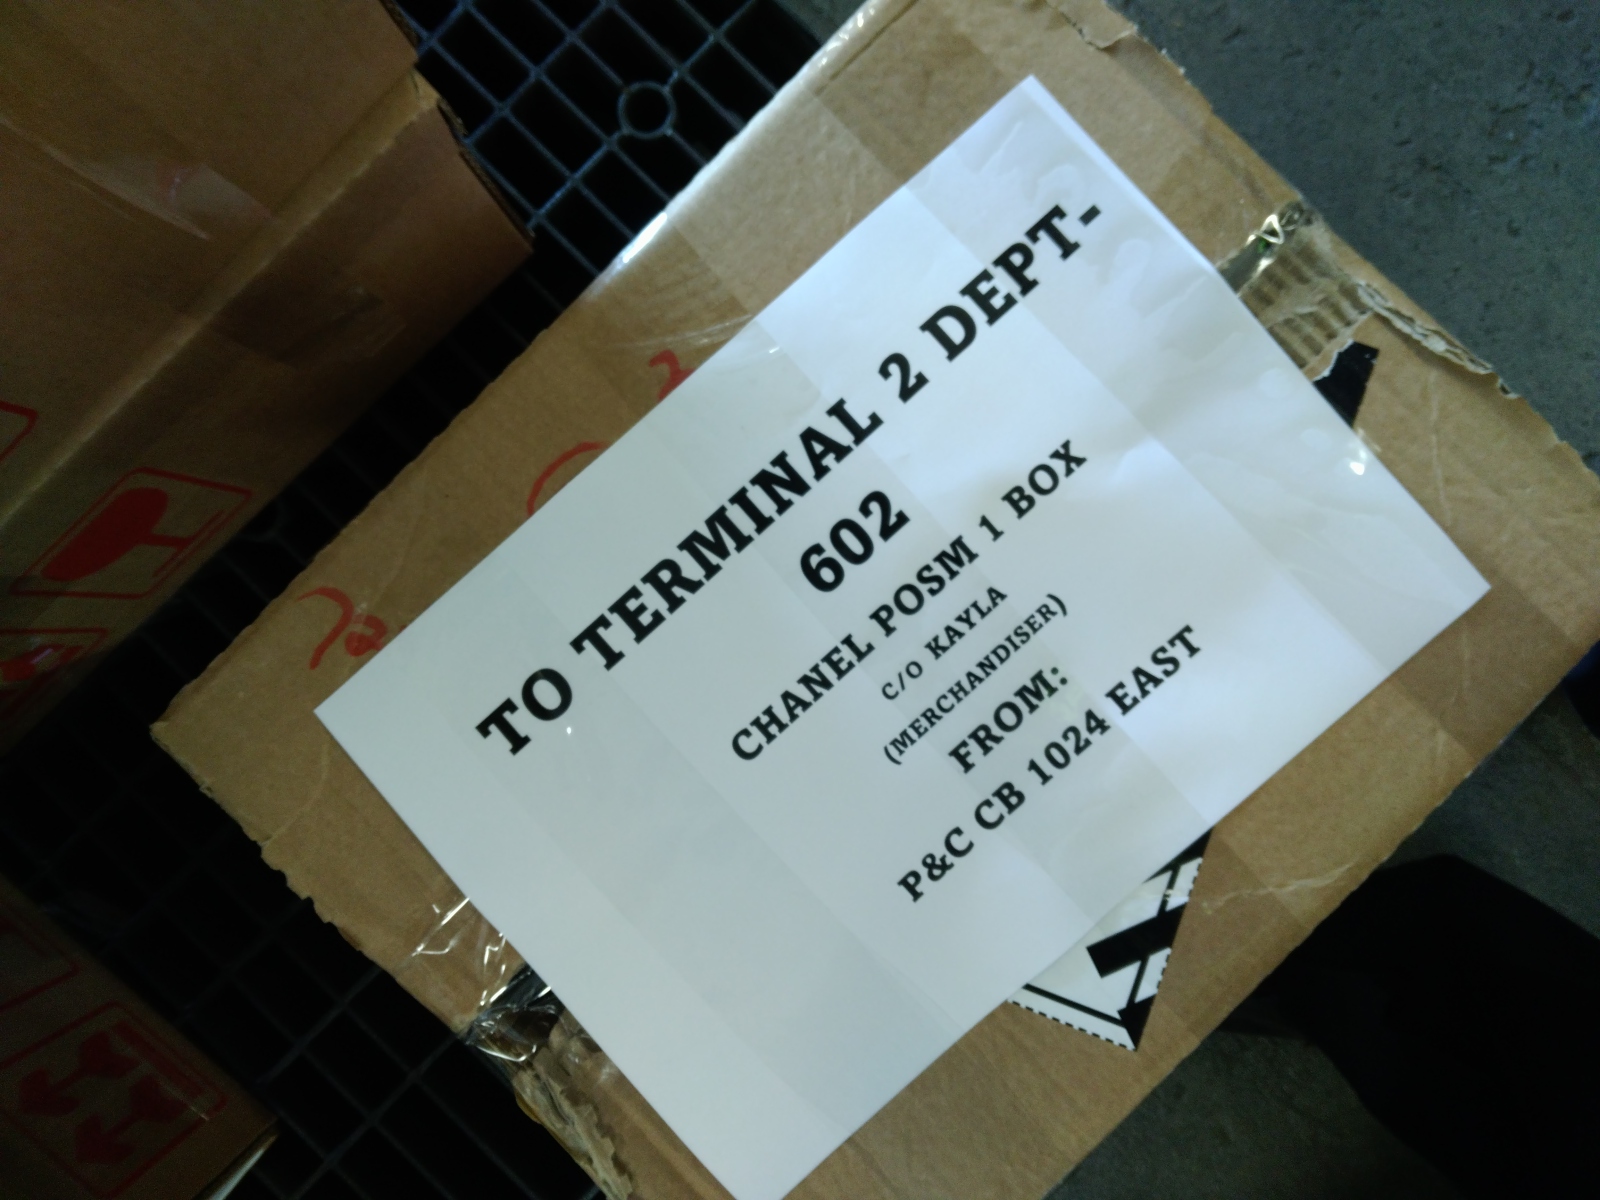 TO TERMINAL 2 DEPT-
602
CHANEL POSM 1 BOX
C/O KAYLA
(MERCHANDISER)
FROM:
P&C CB 1024 EAST